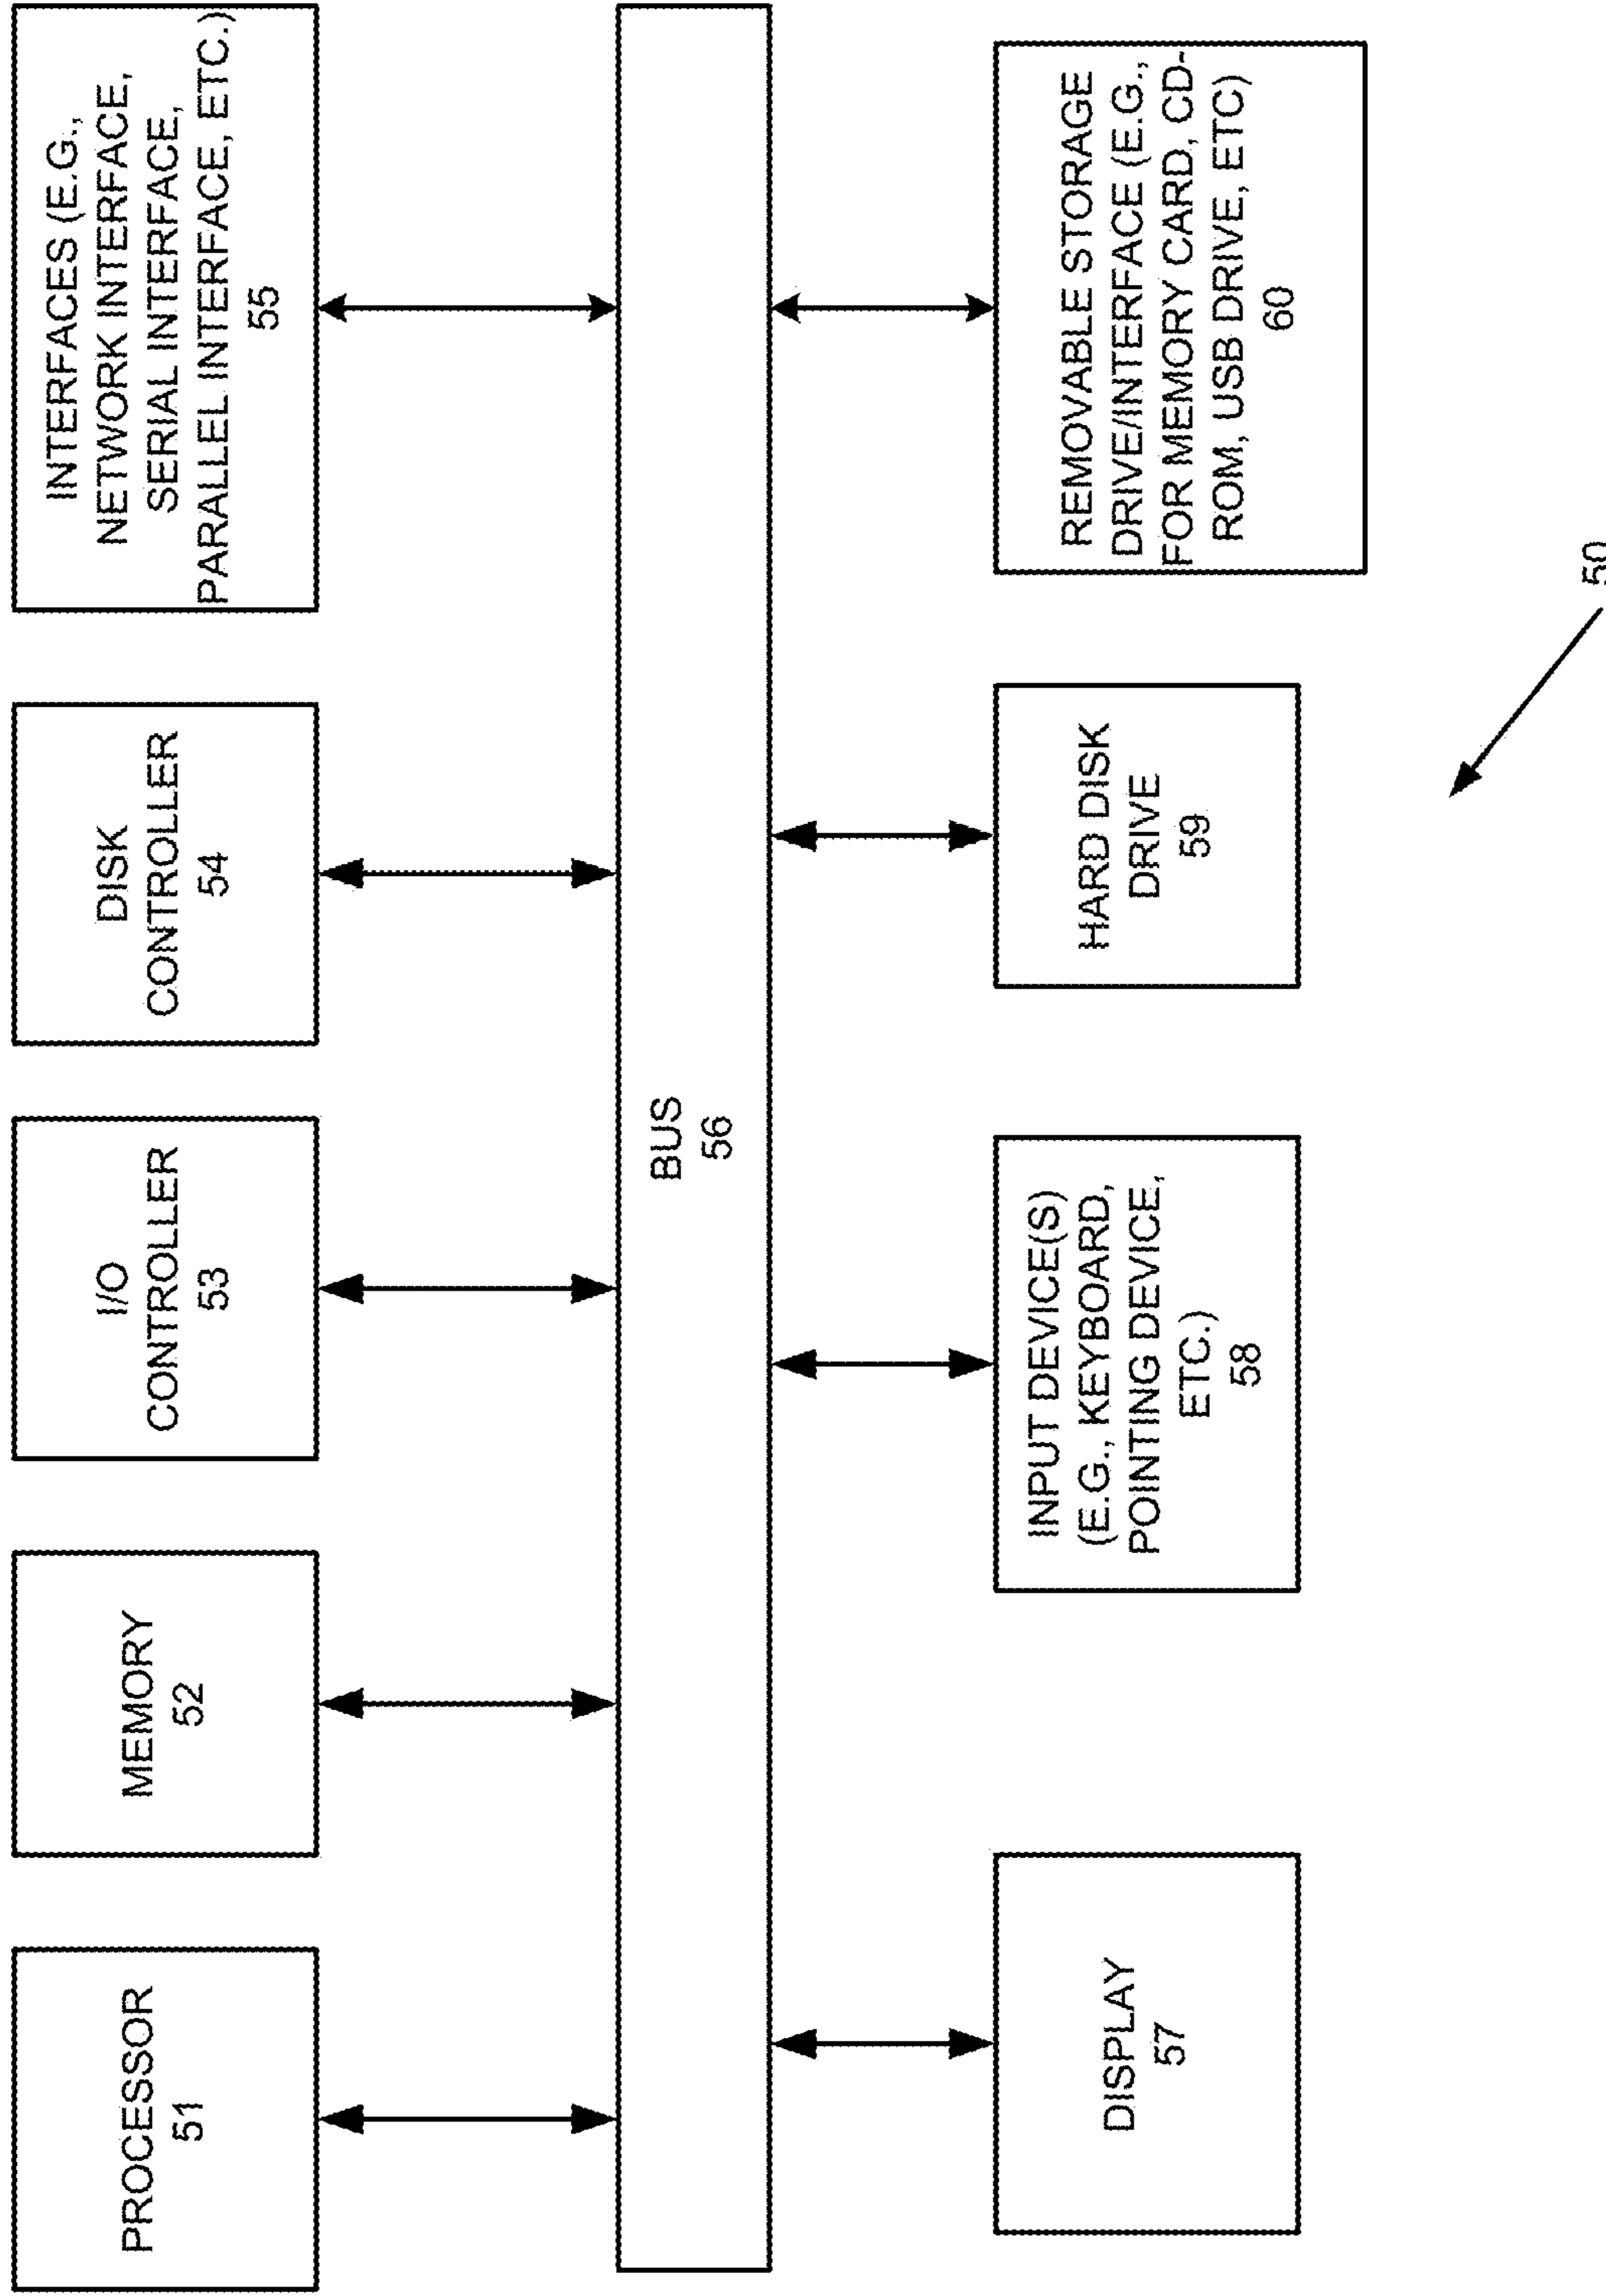 PROCESSOR
51
MEMORY
52
I/O
CONTROLLER
53
DISK
CONTROLLER
54
INTERFACES (E.G.,
NETWORK INTERFACE,
SERIAL INTERFACE,
PARALLEL INTERFACE, ETC.)
55
BUS
56
DISPLAY
57
INPUT DEVICE(S)
(E.G., KEYBOARD,
POINTING DEVICE,
ETC.)
58
HARD DISK
DRIVE
59
REMOVABLE STORAGE
DRIVE/INTERFACE (E.G.,
FOR MEMORY CARD, CD-
ROM, USB DRIVE, ETC)
60
50